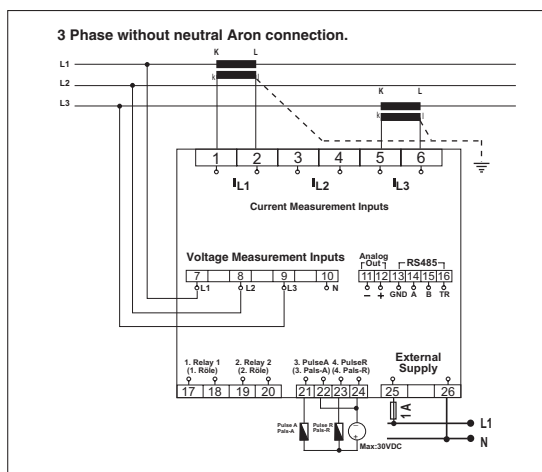 3 Phase without neutral Aron connection.
K L
L1
k l
L2
K L
L3
k l
1 2 3 4 5 6
IL1 IL2 IL3
Current Measurement Inputs
Voltage Measurement Inputs
7 8 9 10
L1 L2 L3 N
Analog
Out
RS485
11 12 13 14 15 16
– + GND A B TR
1. Relay 1 2. Relay 2 3. PulseA 4. PulseR
(1. Röle) (2. Röle) (3. Pals-A) (4. Pals-R)
External
Supply
17 18 19 20 21 22 23 24 25 26
Pulse A
Pals-A
Pulse R
Pals-R
+
-
Max:30VDC
1 A
L1
N